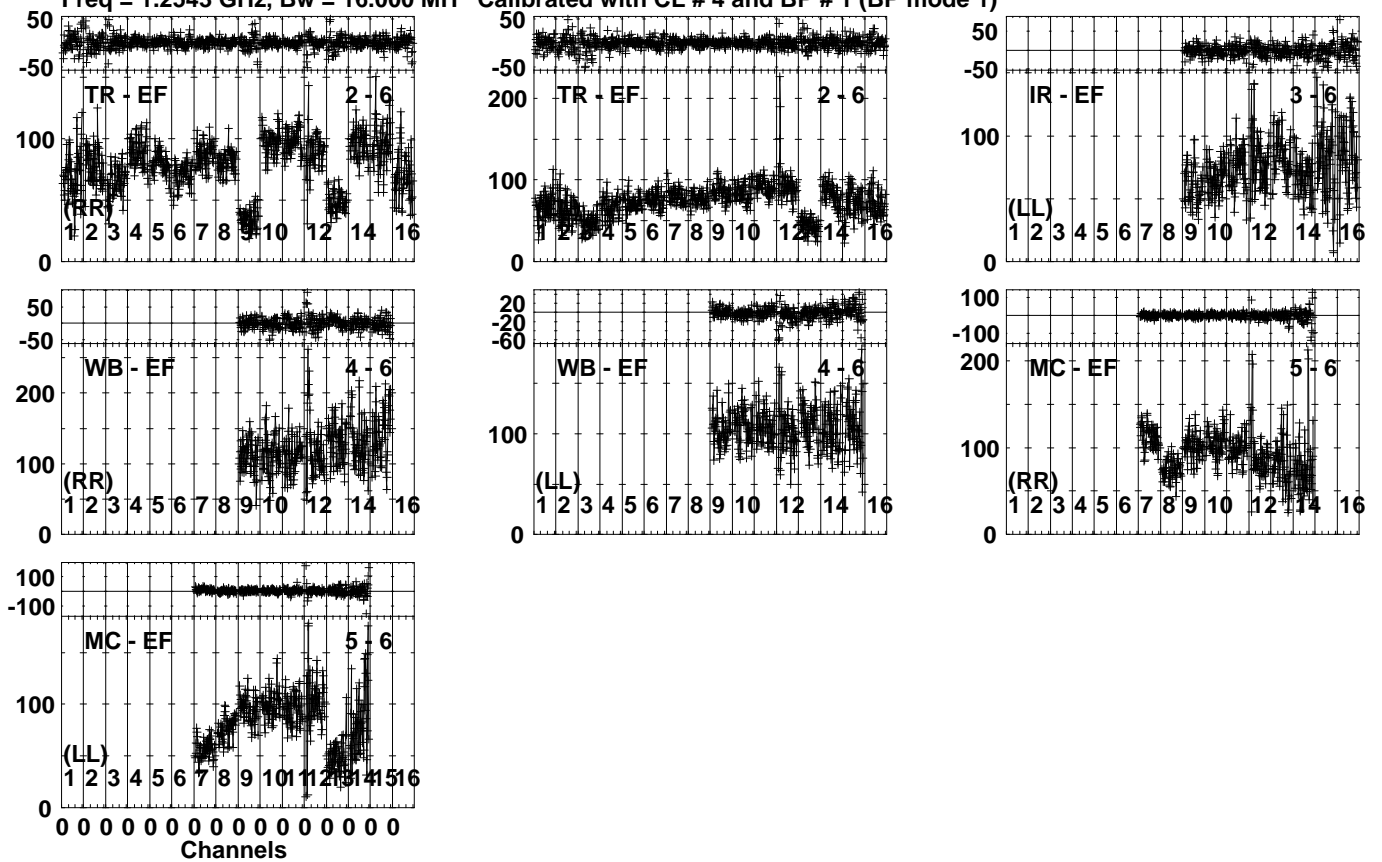 Freq = 1.2543 GHz, Bw = 16.000 MH Calibrated with CL # 4 and BP # 1 (BP mode 1)
50
-50
TR - EF 2 - 6
100
(RR)
1 2 3 4 5 6 7 8 9 10 12 14 16
0
50
0
-50
TR - EF 2 - 6
200
100
1 2 3 4 5 6 7 8 9 10 12 14 16
0
50
-50
IR - EF 3 - 6
100
(LL)
1 2 3 4 5 6 7 8 9 10 12 14 16
0
50
-50
WB - EF 4 - 6
200
100
(RR)
1 2 3 4 5 6 7 8 9 10 12 14 16
0
20
-20
-60
WB - EF 4 - 6
100
(LL)
1 2 3 4 5 6 7 8 9 10 12 14 16
0
100
-100
MC - EF 5 - 6
200
100
(RR)
1 2 3 4 5 6 7 8 9 10 12 14 16
0
100
-100
MC - EF 5 - 6
100
(LL)
1 2 3 4 5 6 7 8 9 10 11 12 13 14 15 16
0
0 0 0 0 0 0 0 0 0 0 0 0 0 0 0 0
Channels